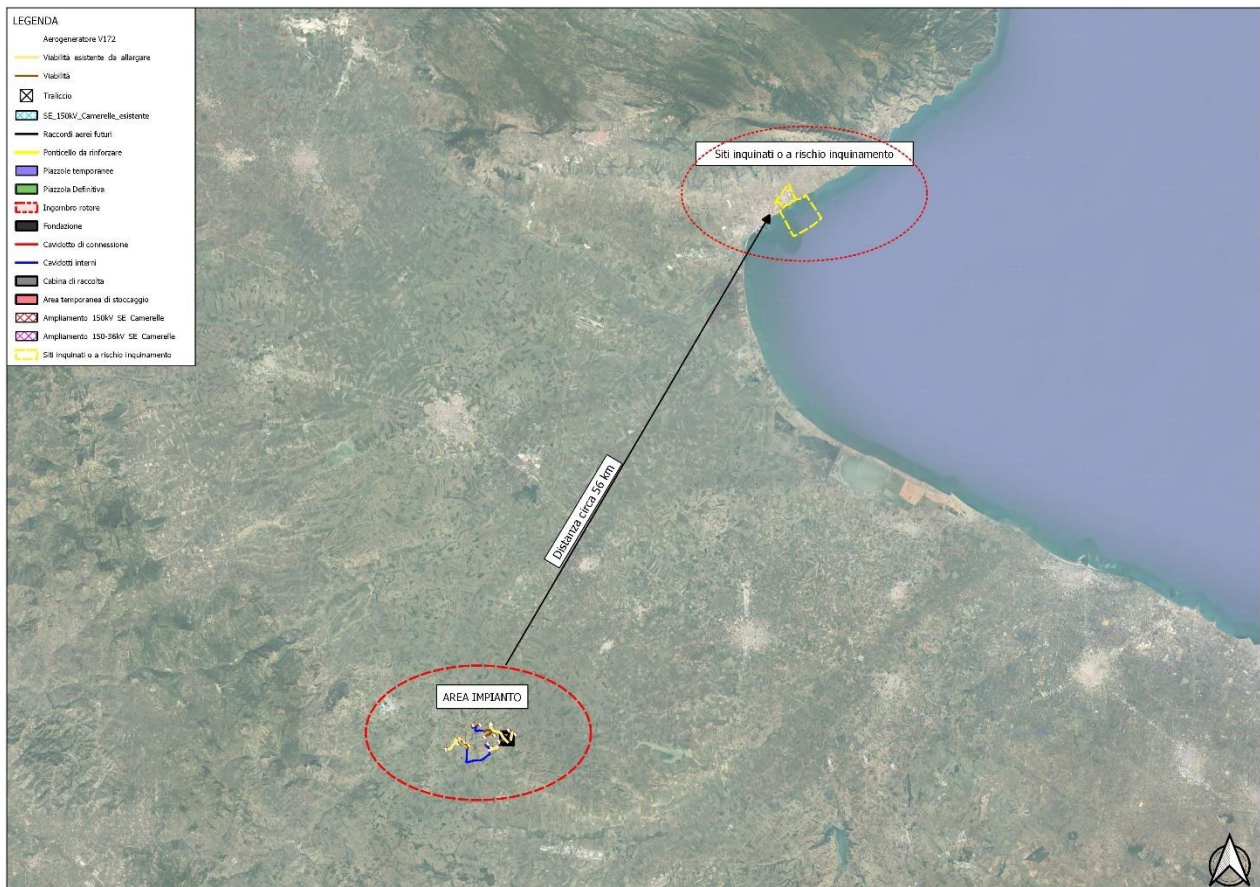 LEGENDA
Aerogeneratore V172
Viabilità esistente da allargare
Viabilità
Traliccio
SE_150kV_Camerelle_esistente
Raccordi aerei futuri
Ponticello da rinforzare
Piazzole temporanee
Piazzola Definitiva
Ingombro rotore
Fondazione
Cavidotto di connessione
Cavidotti interni
Cabina di raccolta
Area temporanea di stoccaggio
Ampliamento 150kV SE Camerelle
Ampliamento 150-36kV SE Camerelle
Siti inquinati o a rischio inquinamento
Siti inquinati o a rischio inquinamento
Distanza circa 56 km
AREA IMPIANTO